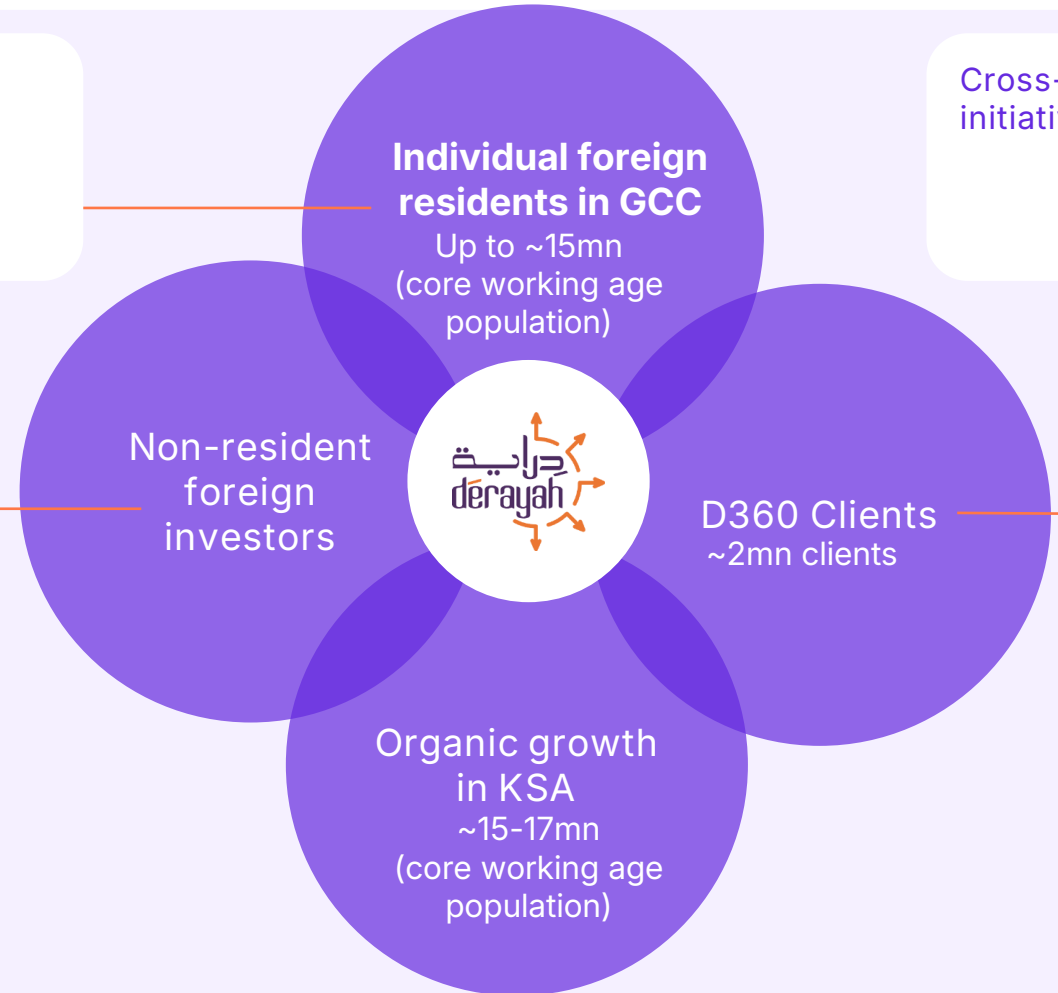 Cross-
Individual foreign
residents in GCC
Up to ~15mn
(core working age
population)
Non-resident
foreign
investors
دراية
derayah
D360 Clients
~2mn clients
Organic growth
in KSA
~15-17mn
(core working age
population)